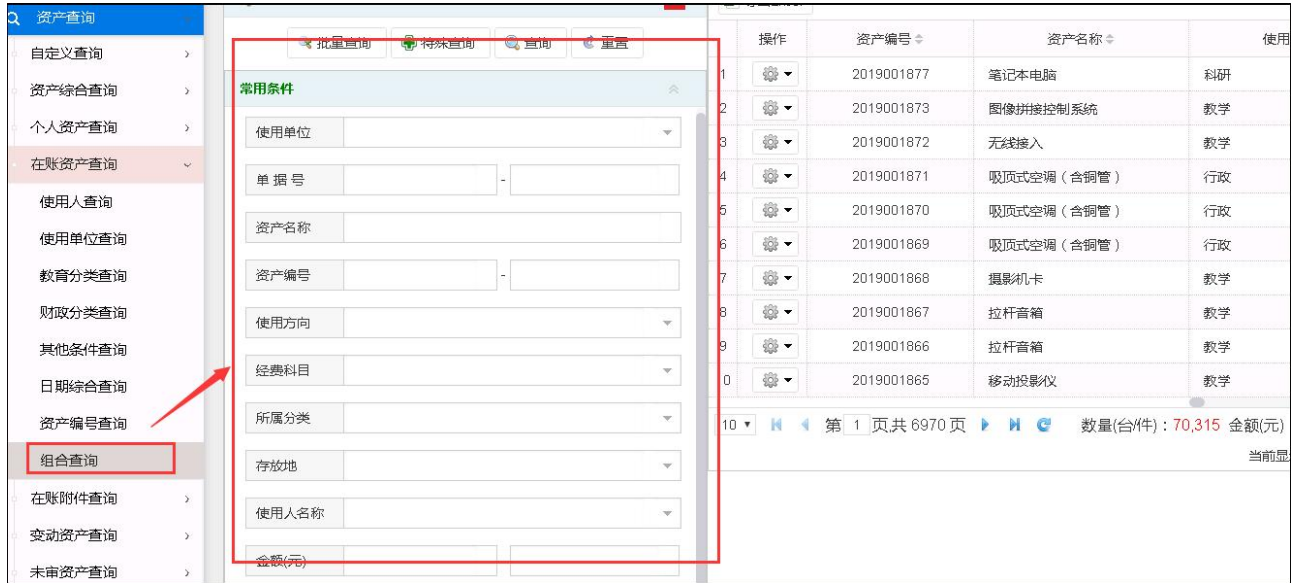 资产查询
自定义查询
资产综合查询
个人资产查询
在账资产查询
使用人查询
使用单位查询
教育分类查询
财政分类查询
其他条件查询
日期综合查询
资产编号查询
组合查询
在账附件查询
变动资产查询
未审资产查询
批量查询 特殊查询 查询 重置
常用条件
使用单位
单据号 -
资产名称
资产编号 -
使用方向
经费科目
所属分类
存放地
使用人名称
金额(元)
操作 资产编号 资产名称 使用
1 2019001877 笔记本电脑 科研
2 2019001873 图像拼接控制系统 教学
3 2019001872 无线接入 教学
4 2019001871 吸顶式空调（含铜管） 行政
5 2019001870 吸顶式空调（含铜管） 行政
6 2019001869 吸顶式空调（含铜管） 行政
7 2019001868 摄影机卡 教学
8 2019001867 拉杆音箱 教学
9 2019001866 拉杆音箱 教学
0 2019001865 移动投影仪 教学
10 第 1 页,共 6970 页 数量(台/件)：70,315 金额(元)
当前显